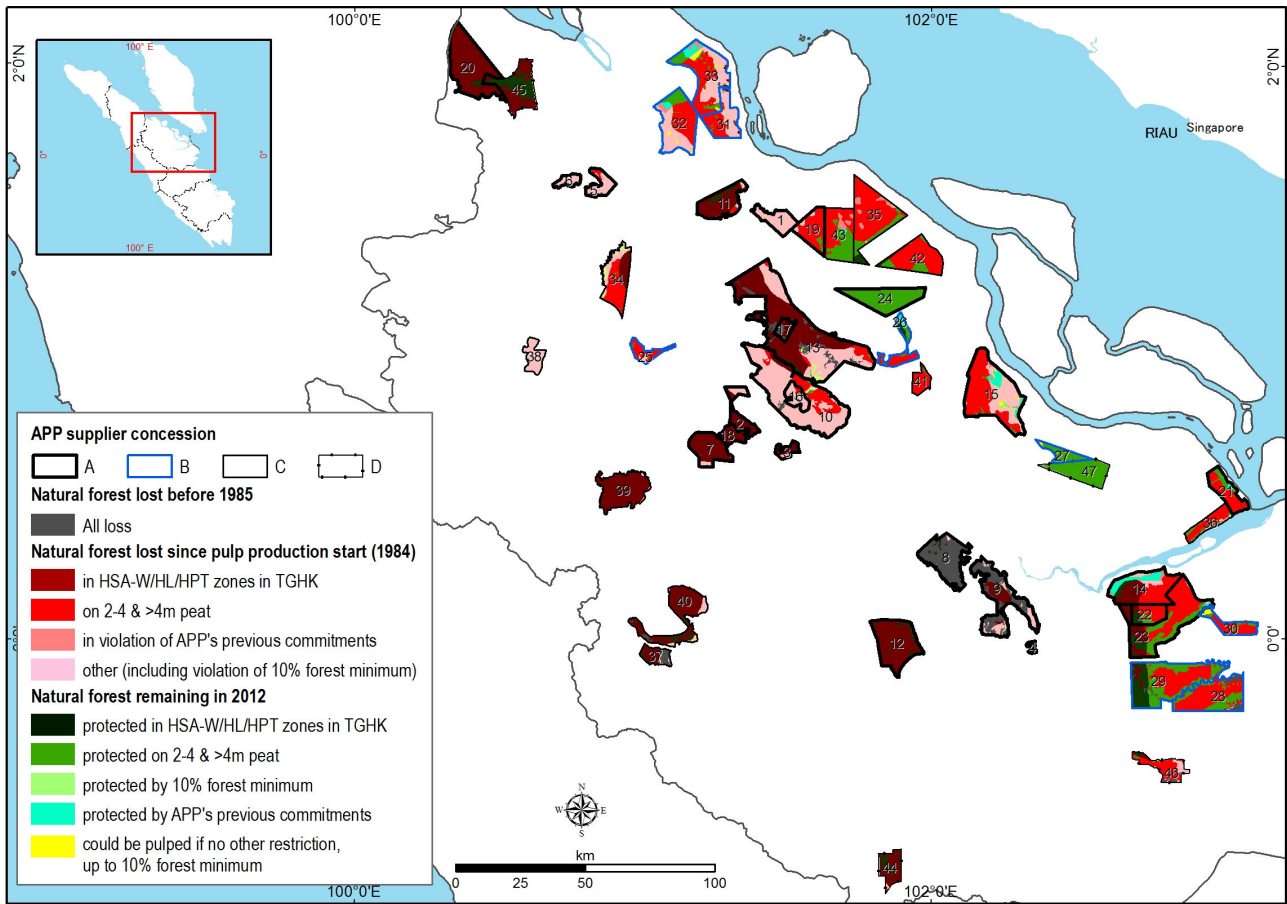 100°0'E
102°0'E
2°0'N
2°0'N
100° E
0°
0°
100° E
RIAU
Singapore
20
45
33
32
31
6
5
11
1
19
43
35
42
34
24
26
17
13
38
25
41
16
10
15
2
18
7
3
27
47
39
21
36
8
9
14
22
30
40
23
12
4
37
29
28
46
44
APP supplier concession
A
B
C
D
Natural forest lost before 1985
All loss
Natural forest lost since pulp production start (1984)
in HSA-W/HL/HPT zones in TGHK
on 2-4 & >4m peat
in violation of APP's previous commitments
other (including violation of 10% forest minimum)
Natural forest remaining in 2012
protected in HSA-W/HL/HPT zones in TGHK
protected on 2-4 & >4m peat
protected by 10% forest minimum
protected by APP's previous commitments
could be pulped if no other restriction,
up to 10% forest minimum
N
W
E
S
km
0
25
50
100
0°0'
100°0'E
102°0'E